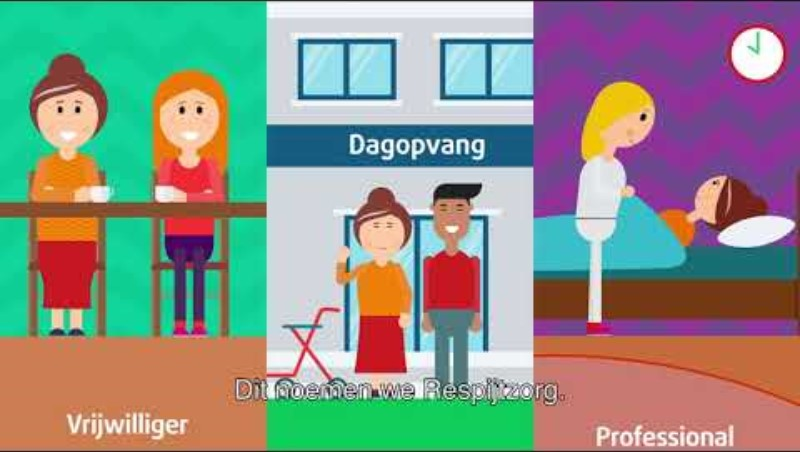 Dagopvang
Dit noemen we Respijtzorg.
Vrijwilliger
Professional